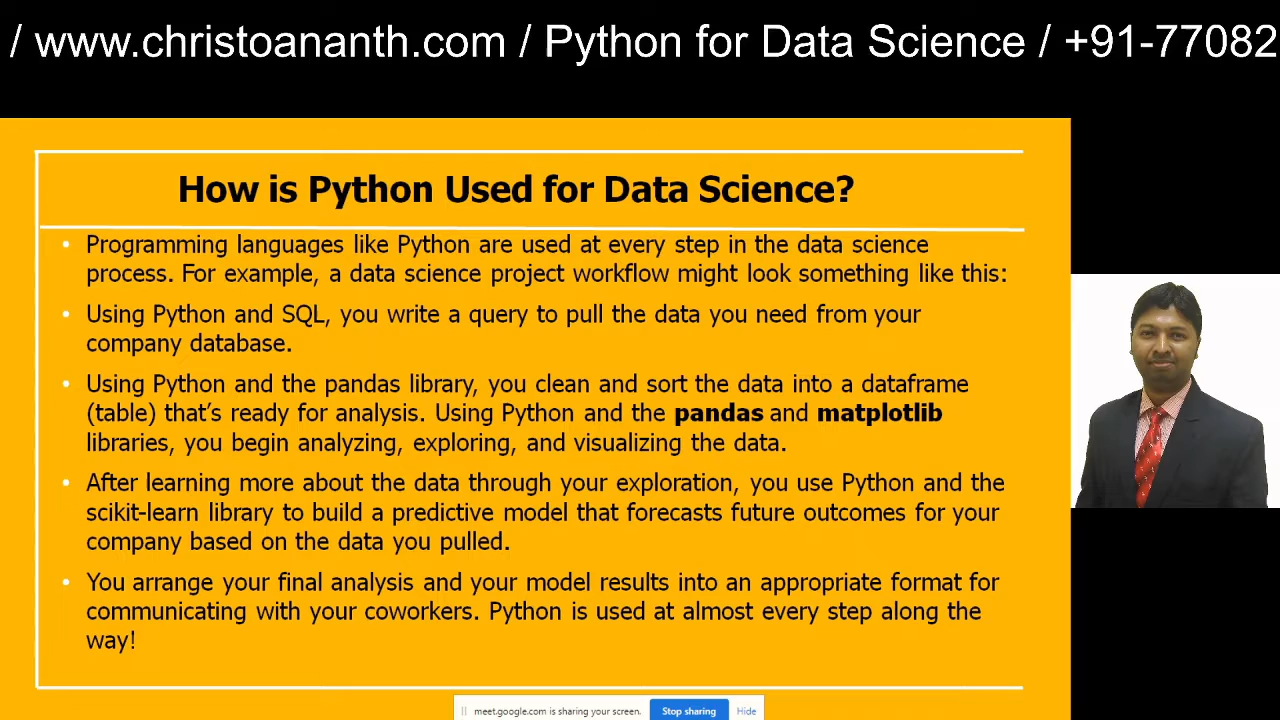 / www.christoananth.com / Python for Data Science / +91-77082
How is Python Used for Data Science?
• Programming languages like Python are used at every step in the data science
process. For example, a data science project workflow might look something like this:
• Using Python and SQL, you write a query to pull the data you need from your
company database.
• Using Python and the pandas library, you clean and sort the data into a dataframe
(table) that's ready for analysis. Using Python and the pandas and matplotlib
libraries, you begin analyzing, exploring, and visualizing the data.
• After learning more about the data through your exploration, you use Python and the
scikit-learn library to build a predictive model that forecasts future outcomes for your
company based on the data you pulled.
• You arrange your final analysis and your model results into an appropriate format for
communicating with your coworkers. Python is used at almost every step along the
way!
meet.google.com is sharing your screen. Stop sharing Hide